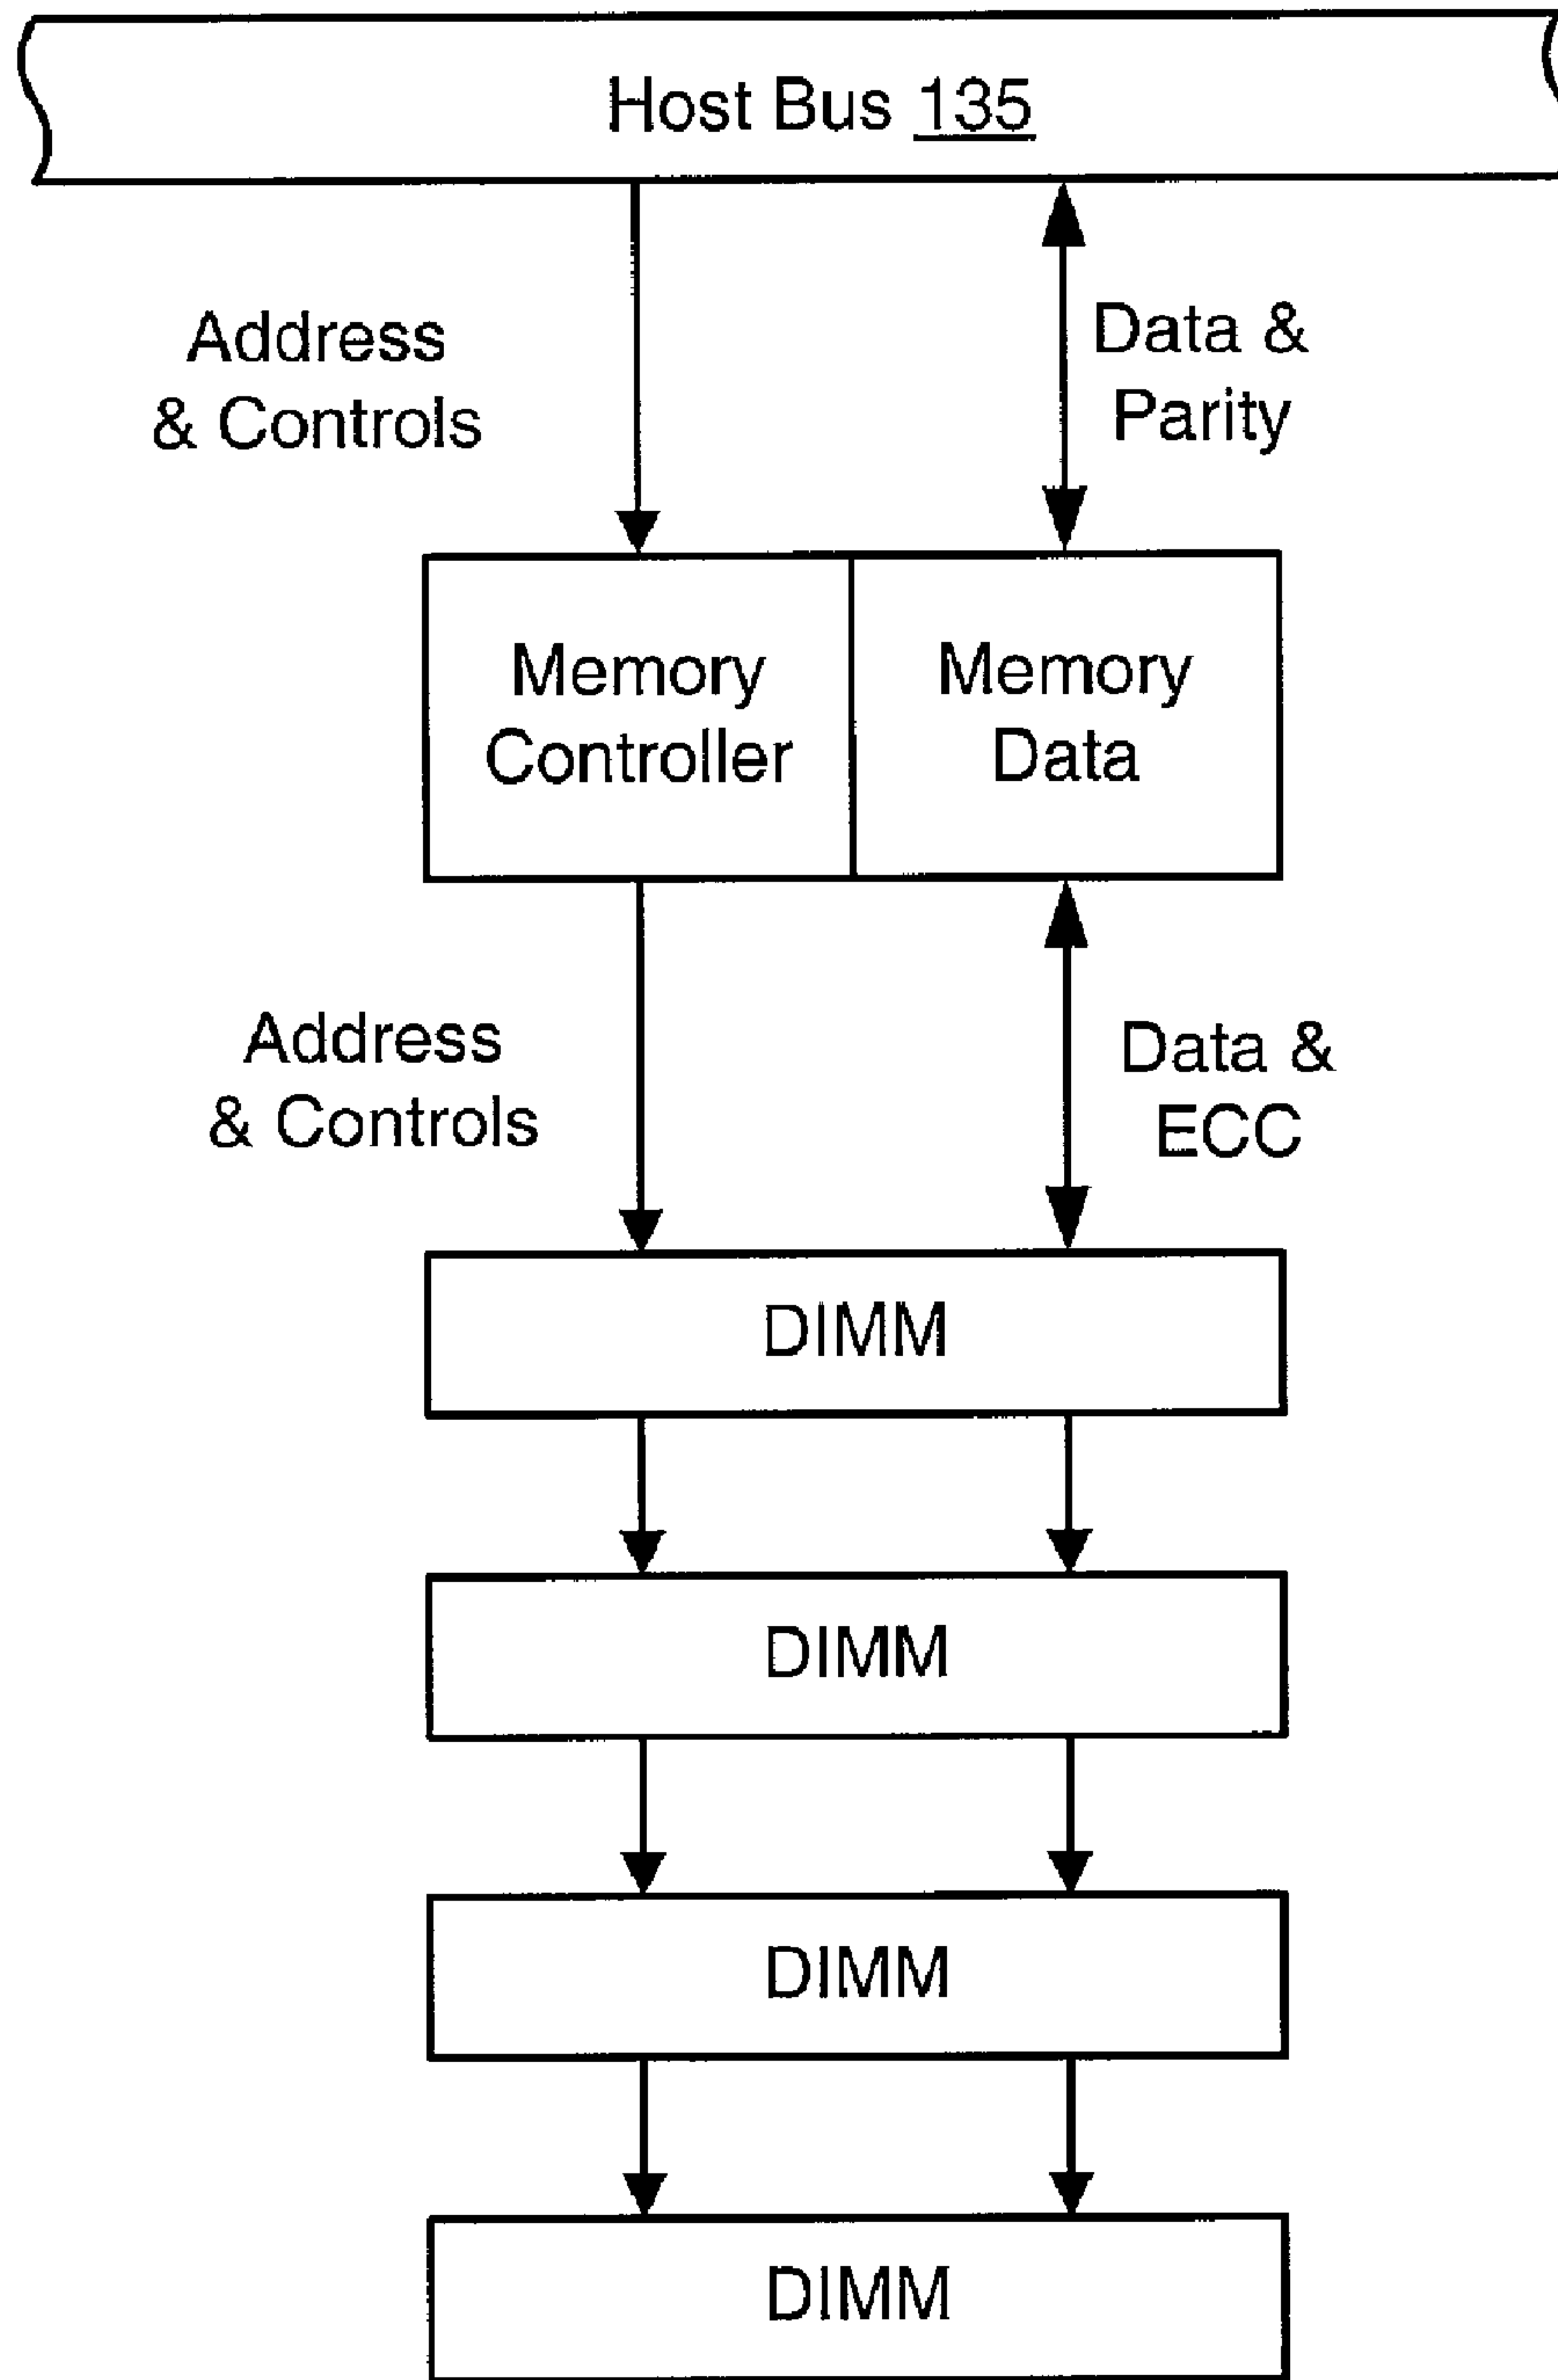 Host Bus 135
Address
& Controls
Data &
Parity
Memory
Controller
Memory
Data
Address
& Controls
Data &
ECC
DIMM
DIMM
DIMM
DIMM